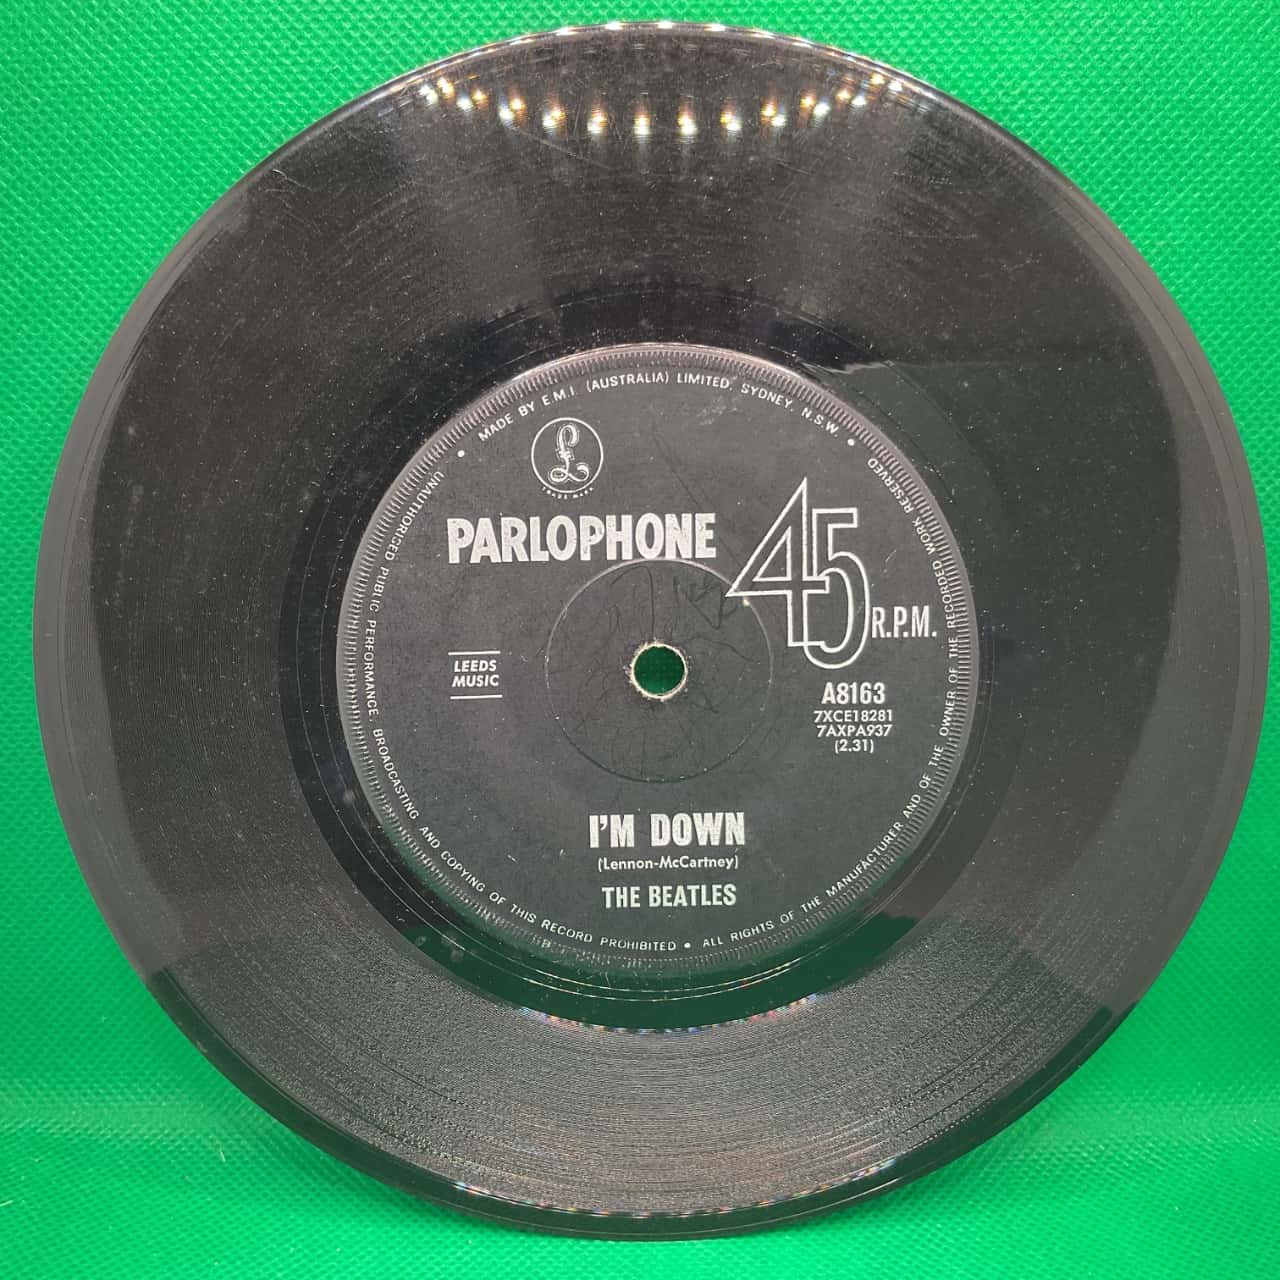 MADE BY E.M.I. (AUSTRALIA) LIMITED, SYDNEY, N.S.W. •
£
TRADE MARK
PARLOPHONE
45 R.P.M.
LEEDS
MUSIC
A8163
7XCE18281
7AXPA937
(2.31)
I'M DOWN
(Lennon-McCartney)
THE BEATLES
UNAUTHORISED PUBLIC PERFORMANCE, BROADCASTING AND COPYING OF THIS RECORD PROHIBITED • ALL RIGHTS OF THE MANUFACTURER AND OF THE OWNER OF THE RECORDED WORK RESERVED